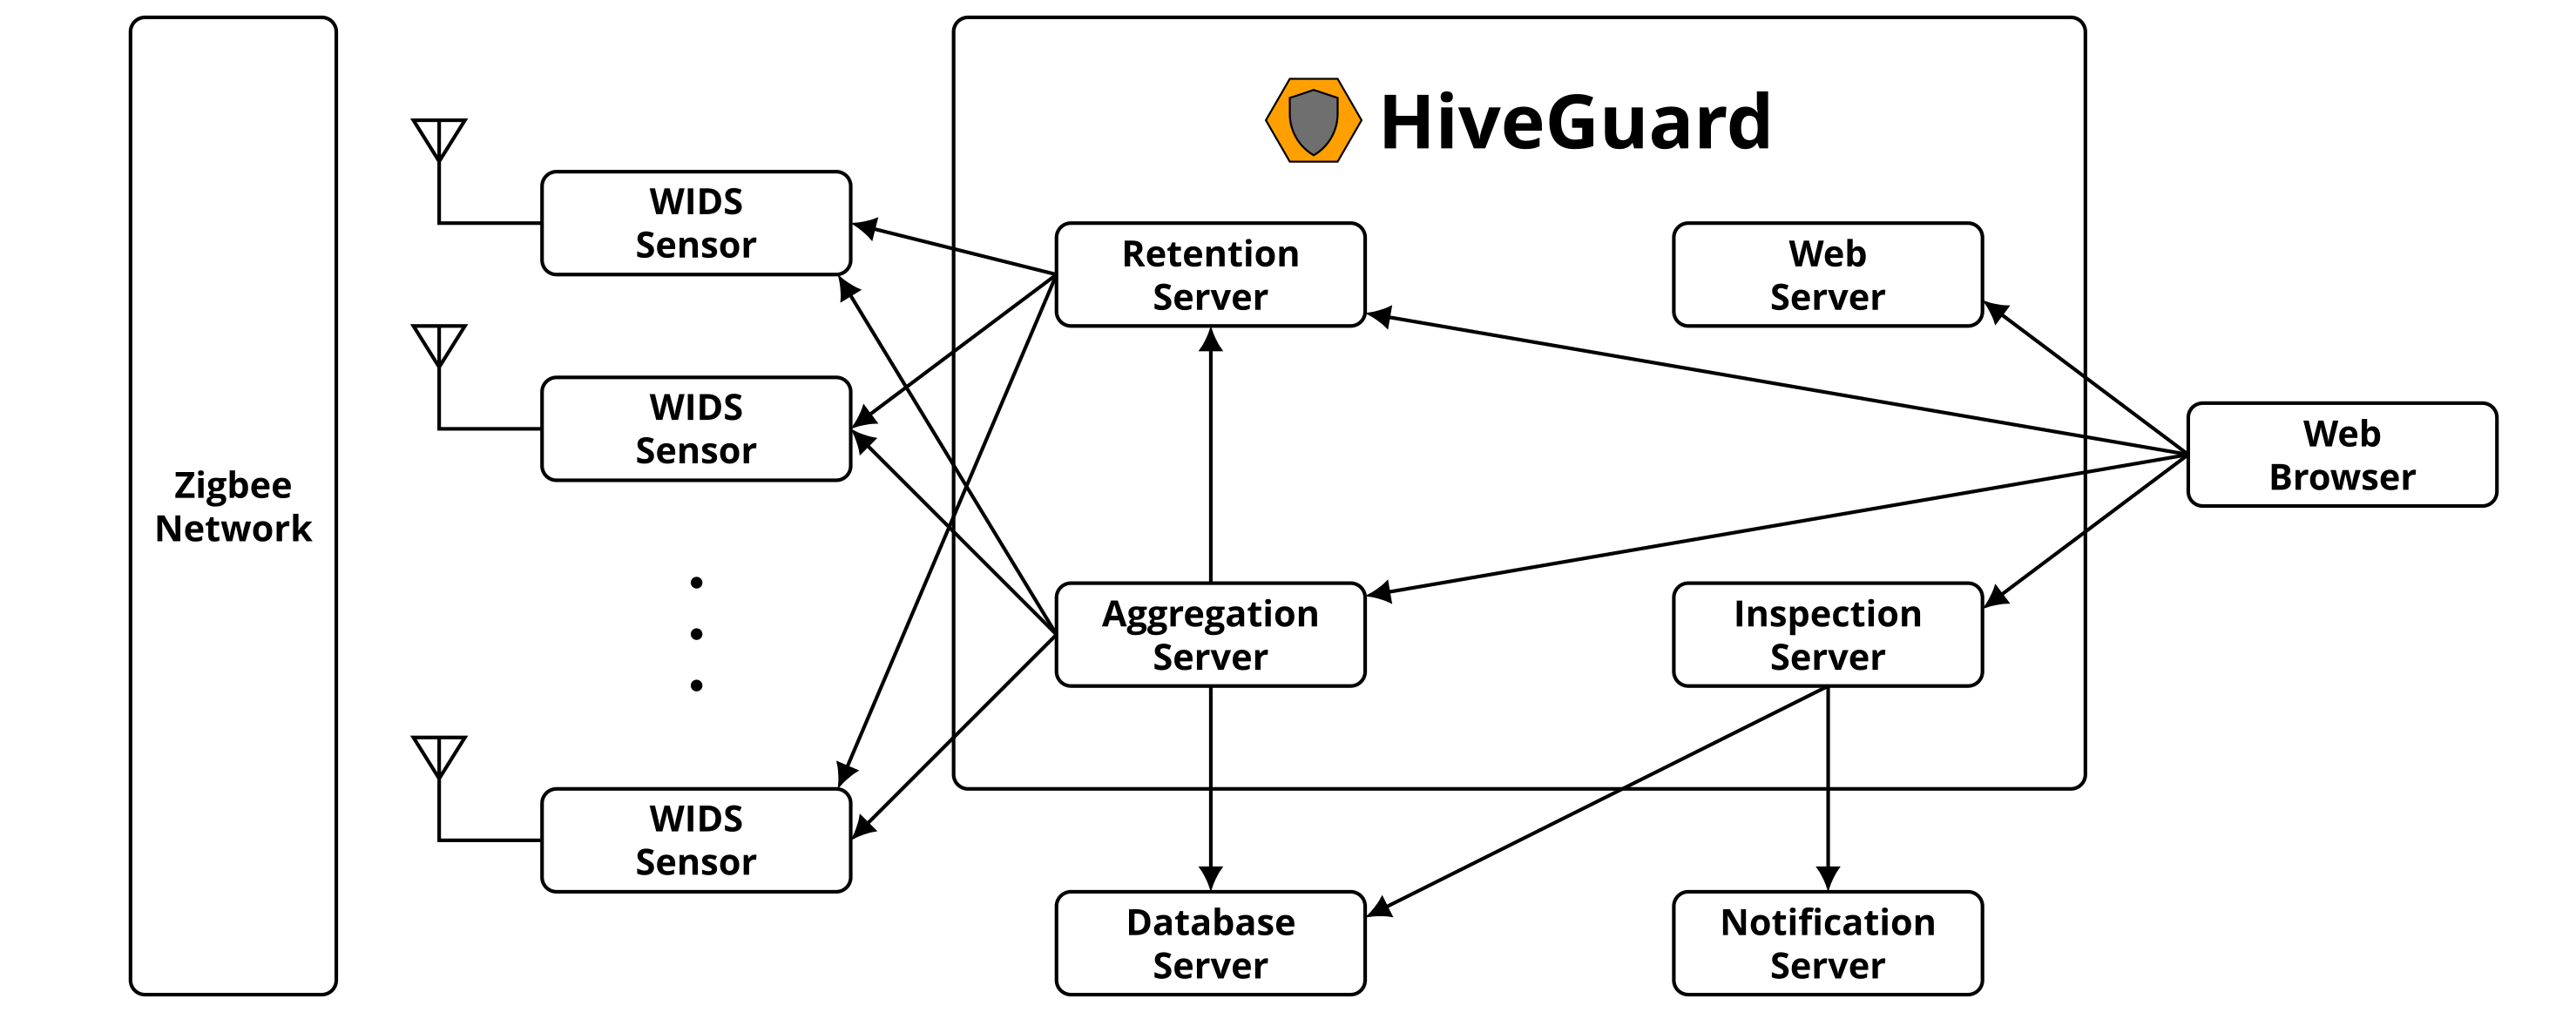 HiveGuard
Zigbee
Network
WIDS
Sensor
WIDS
Sensor
WIDS
Sensor
Retention
Server
Web
Server
Web
Browser
Aggregation
Server
Inspection
Server
Database
Server
Notification
Server